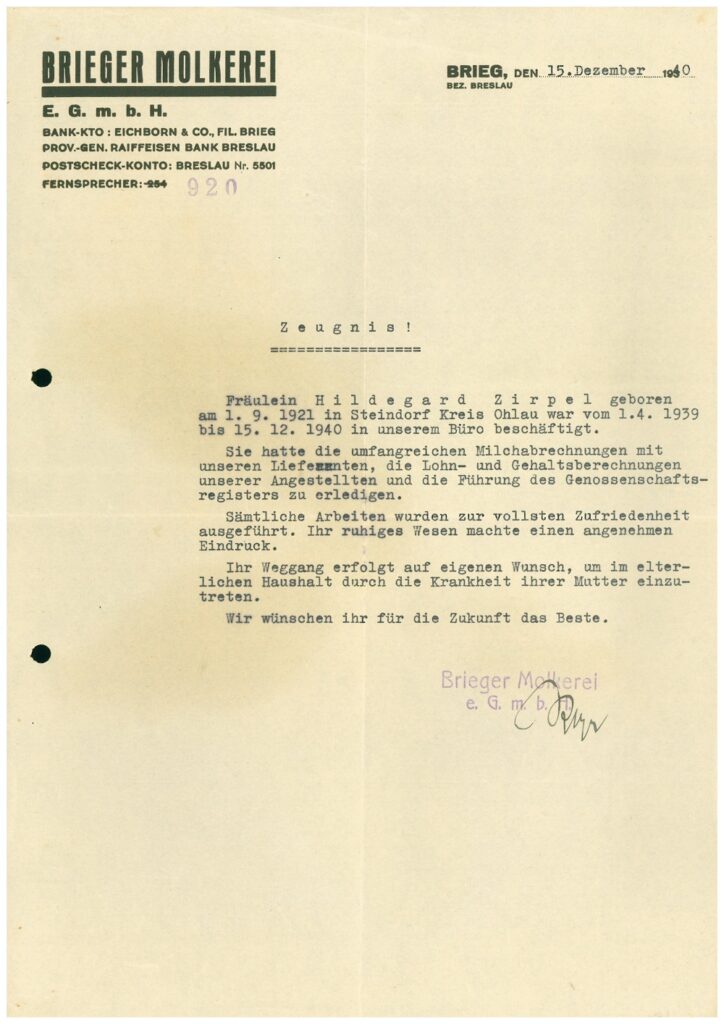 BRIEGER MOLKEREI
E. G. m. b. H.
BANK-KTO : EICHBORN & CO., FIL. BRIEG
PROV.-GEN. RAIFFEISEN BANK BRESLAU
POSTSCHECK-KONTO: BRESLAU Nr. 5501
FERNSPRECHER: 254 920
BRIEG, DEN 15.Dezember 1940
BEZ. BRESLAU
Zeugnis!
=================
Fräulein Hildegard Zirpel geboren
am 1. 9. 1921 in Steindorf Kreis Ohlau war vom 1.4. 1939
bis 15. 12. 1940 in unserem Büro beschäftigt.
Sie hatte die umfangreichen Milchabrechnungen mit
unseren Lieferanten, die Lohn- und Gehaltsberechnungen
unserer Angestellten und die Führung des Genossenschafts-
registers zu erledigen.
Sämtliche Arbeiten wurden zur vollsten Zufriedenheit
ausgeführt. Ihr ruhiges Wesen machte einen angenehmen
Eindruck.
Ihr Weggang erfolgt auf eigenen Wunsch, um im elter-
lichen Haushalt durch die Krankheit ihrer Mutter einzu-
treten.
Wir wünschen ihr für die Zukunft das Beste.
Brieger Molkerei
e. G. m. b. H.